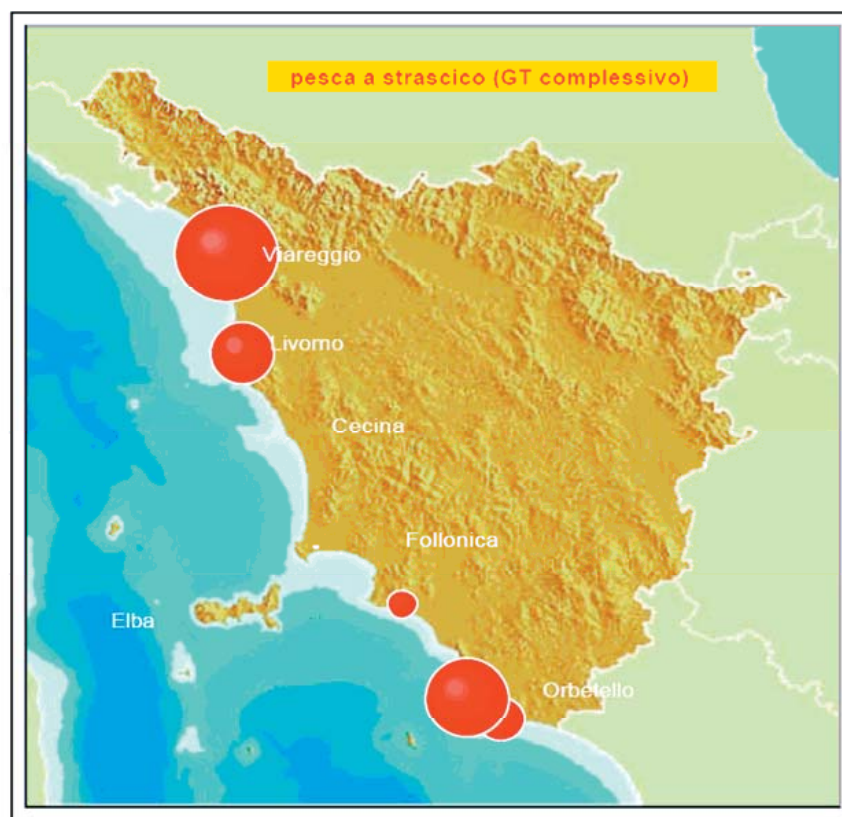 pesca a strascico (GT complessivo)
Viareggio
Livorno
Cecina
Follonica
Elba
Orbetello